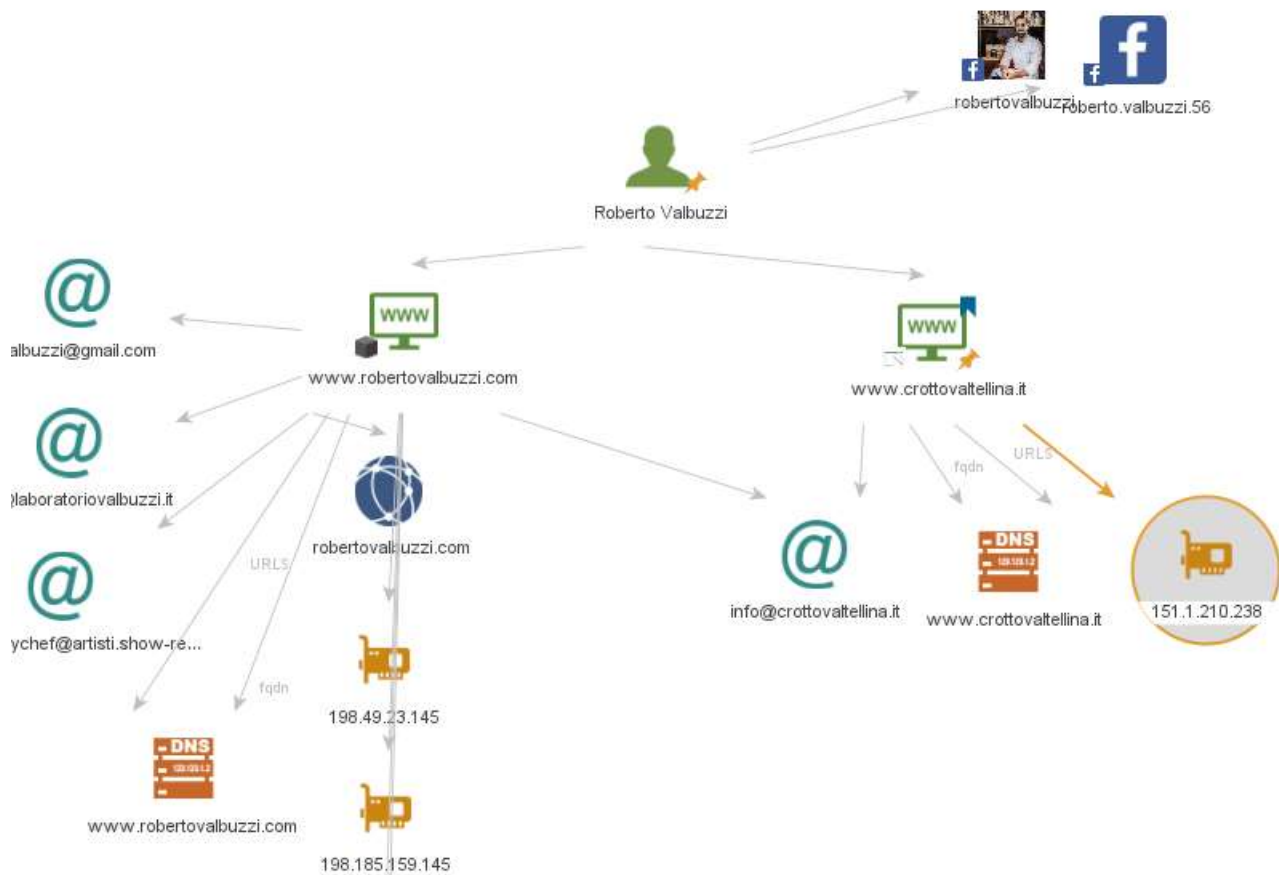 robertovalbuzzi
roberto.valbuzzi.56
Roberto Valbuzzi
albuzzi@gmail.com
www
www.robertovalbuzzi.com
www
www.crottovaltellina.it
laboratoriovalbuzzi.it
robertovalbuzzi.com
URLS
fqdn
URLS
fqdn
info@crottovaltellina.it
DNS
www.crottovaltellina.it
151.1.210.238
ychef@artisti.show-re...
198.49.23.145
DNS
www.robertovalbuzzi.com
198.185.159.145